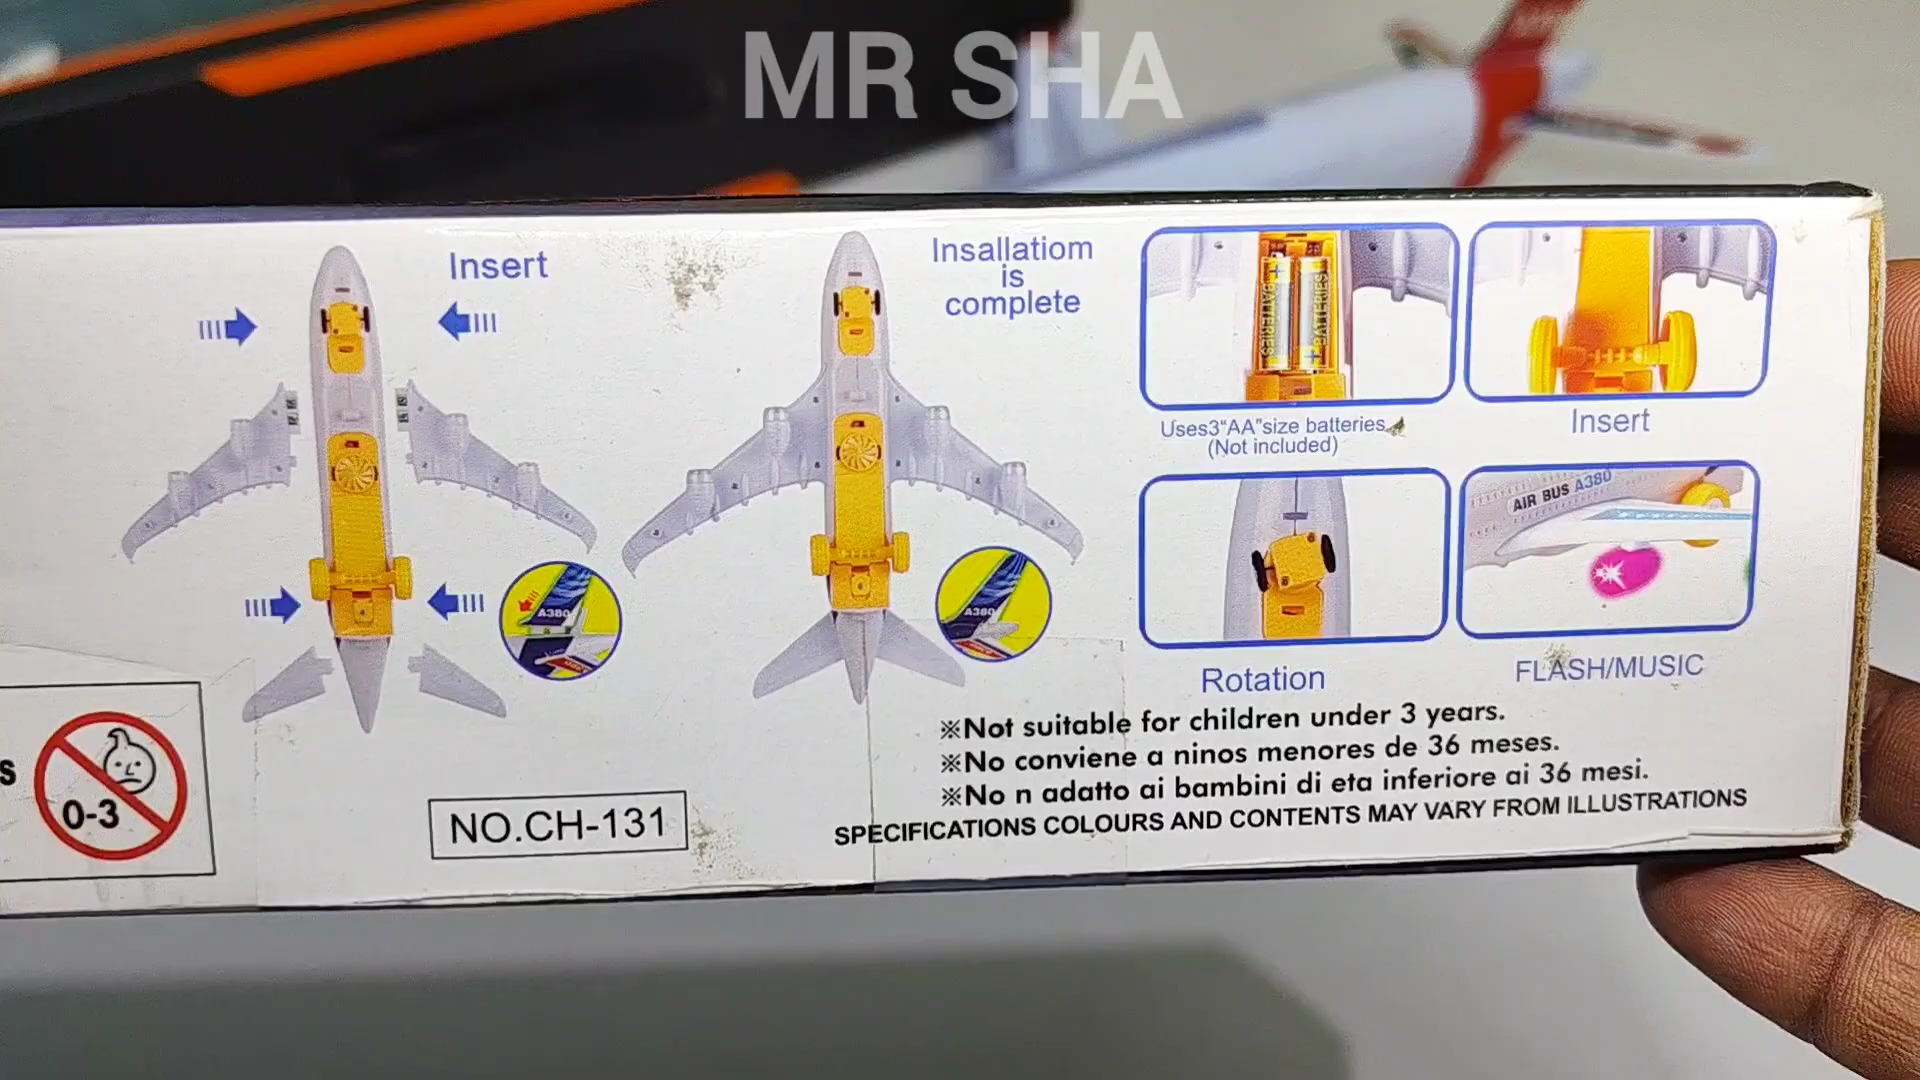 MR SHA
Insert
Insallatiom
is
complete
BATTERIES
BATTERIES
Uses3"AA"size batteries
(Not included)
Insert
A380
A380
AIR BUS A380
Rotation
FLASH/MUSIC
s
0-3
NO.CH-131
※Not suitable for children under 3 years.
※No conviene a ninos menores de 36 meses.
※No n adatto ai bambini di eta inferiore ai 36 mesi.
SPECIFICATIONS COLOURS AND CONTENTS MAY VARY FROM ILLUSTRATIONS